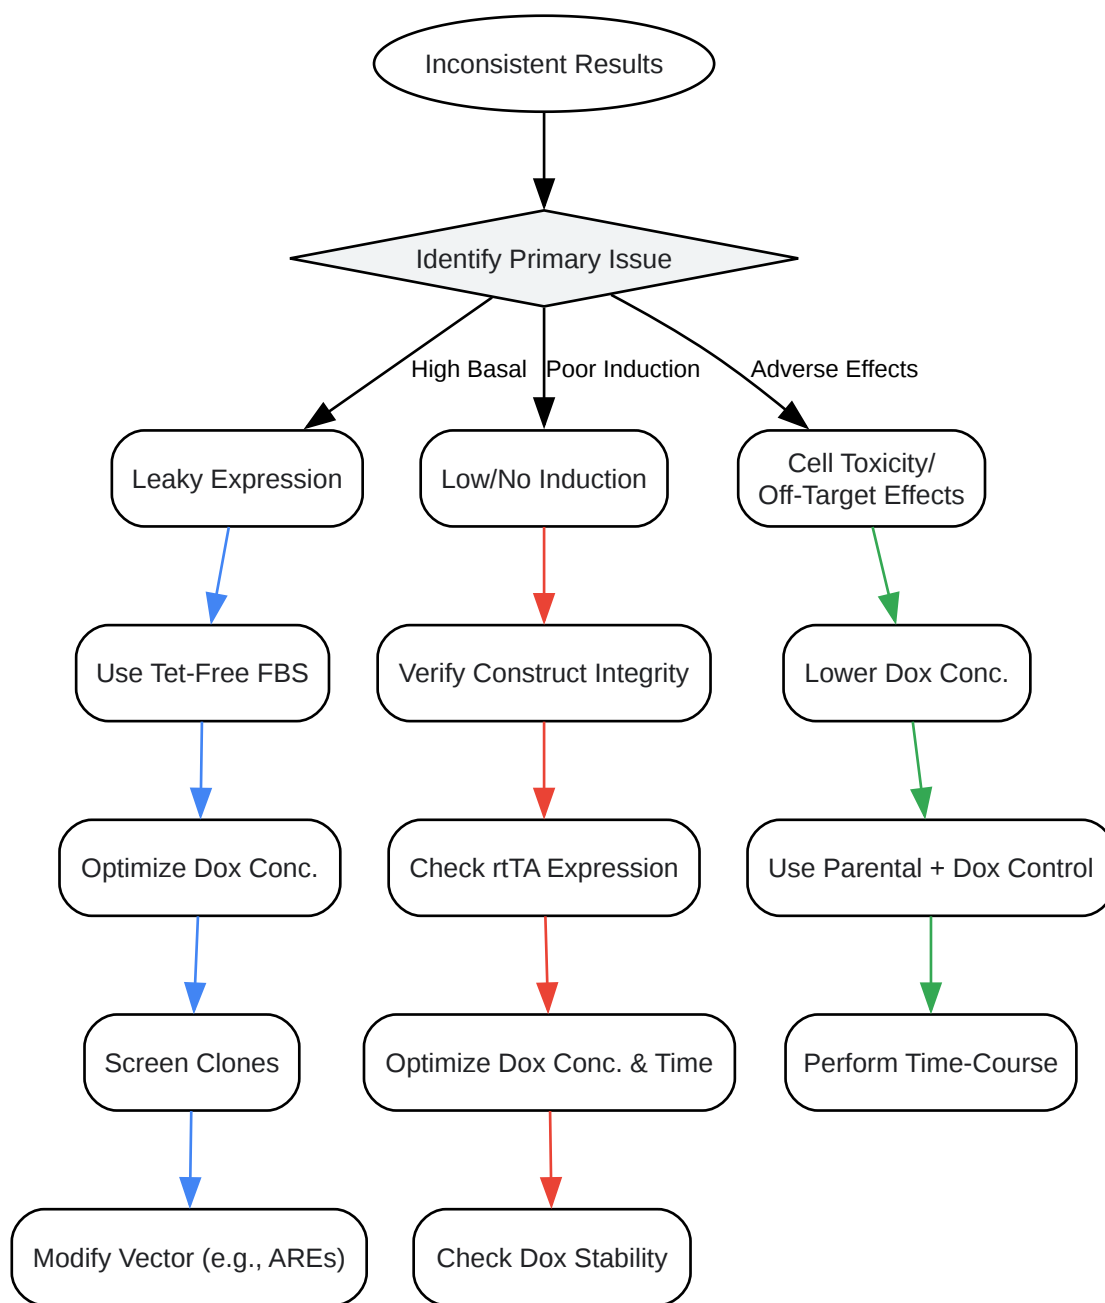 Inconsistent Results
Identify Primary Issue
High Basal
Poor Induction
Adverse Effects
Leaky Expression
Low/No Induction
Cell Toxicity/
Off-Target Effects
Use Tet-Free FBS
Verify Construct Integrity
Lower Dox Conc.
Optimize Dox Conc.
Check rtTA Expression
Use Parental + Dox Control
Screen Clones
Optimize Dox Conc. & Time
Perform Time-Course
Modify Vector (e.g., AREs)
Check Dox Stability